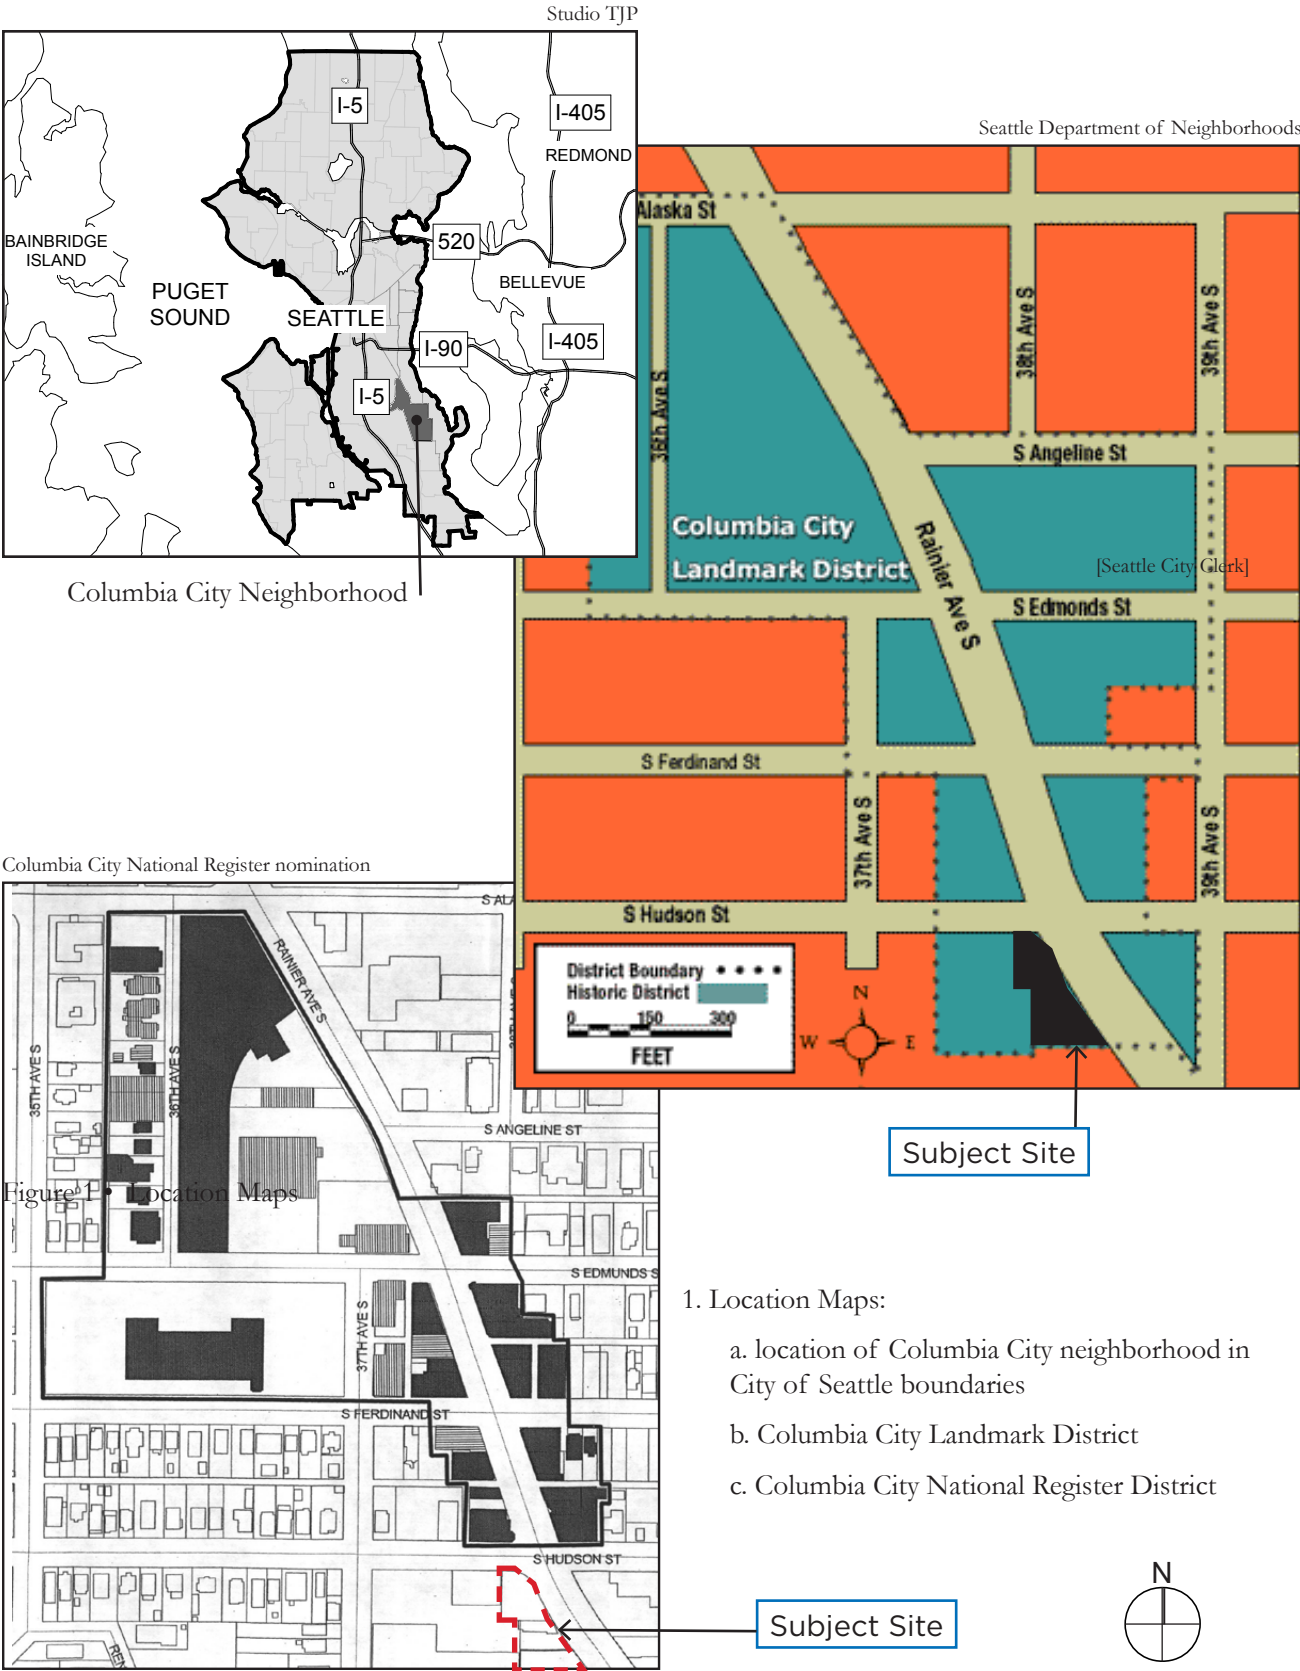 Studio TJP
I-5
I-405
REDMOND
520
BAINBRIDGE
ISLAND
BELLEVUE
PUGET
SOUND
SEATTLE
I-90
I-405
I-5
Columbia City Neighborhood
Seattle Department of Neighborhoods
Alaska St
36th Ave S
38th Ave S
39th Ave S
S Angeline St
Columbia City
Landmark District
Rainier Ave S
[Seattle City Clerk]
S Edmonds St
S Ferdinand St
37th Ave S
39th Ave S
S Hudson St
District Boundary
Historic District
0 150 300
FEET
N
W E
Subject Site
Columbia City National Register nomination
S ALA
RAINIER AVE S
35TH AVE S
36TH AVE S
S ANGELINE ST
Figure 1 • Location Maps
S EDMUNDS S
37TH AVE S
S FERDINAND ST
S HUDSON ST
REN
Subject Site
1. Location Maps:
a. location of Columbia City neighborhood in
City of Seattle boundaries
b. Columbia City Landmark District
c. Columbia City National Register District
N